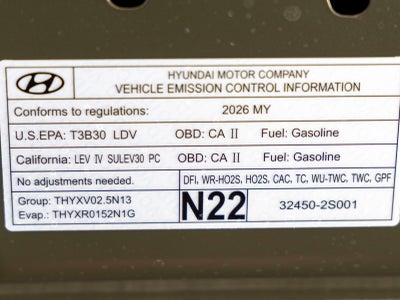 HYUNDAI MOTOR COMPANY
VEHICLE EMISSION CONTROL INFORMATION
Conforms to regulations: 2026 MY
U.S.EPA: T3B30 LDV OBD: CA II Fuel: Gasoline
California: LEV IV SULEV30 PC OBD: CA II Fuel: Gasoline
No adjustments needed. DFI, WR-HO2S, HO2S, CAC, TC, WU-TWC, TWC, GPF
Group: THYXV02.5N13
Evap.: THYXR0152N1G
N22
32450-2S001